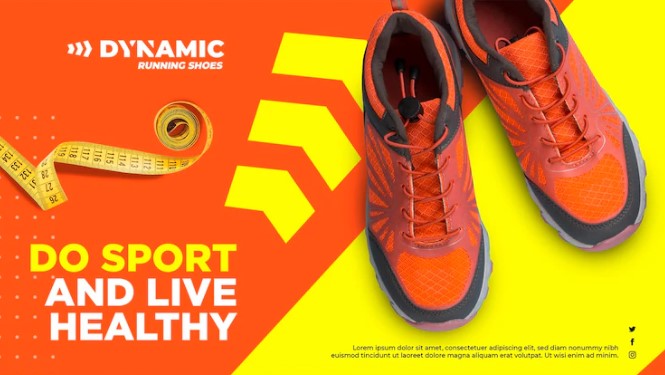 DYNAMIC
RUNNING SHOES
DO SPORT
AND LIVE
HEALTHY
Lorem ipsum dolor sit amet, consectetuer adipiscing elit, sed diam nonummy nibh
euismod tincidunt ut laoreet dolore magna aliquam erat volutpat. Ut wisi enim ad minim.